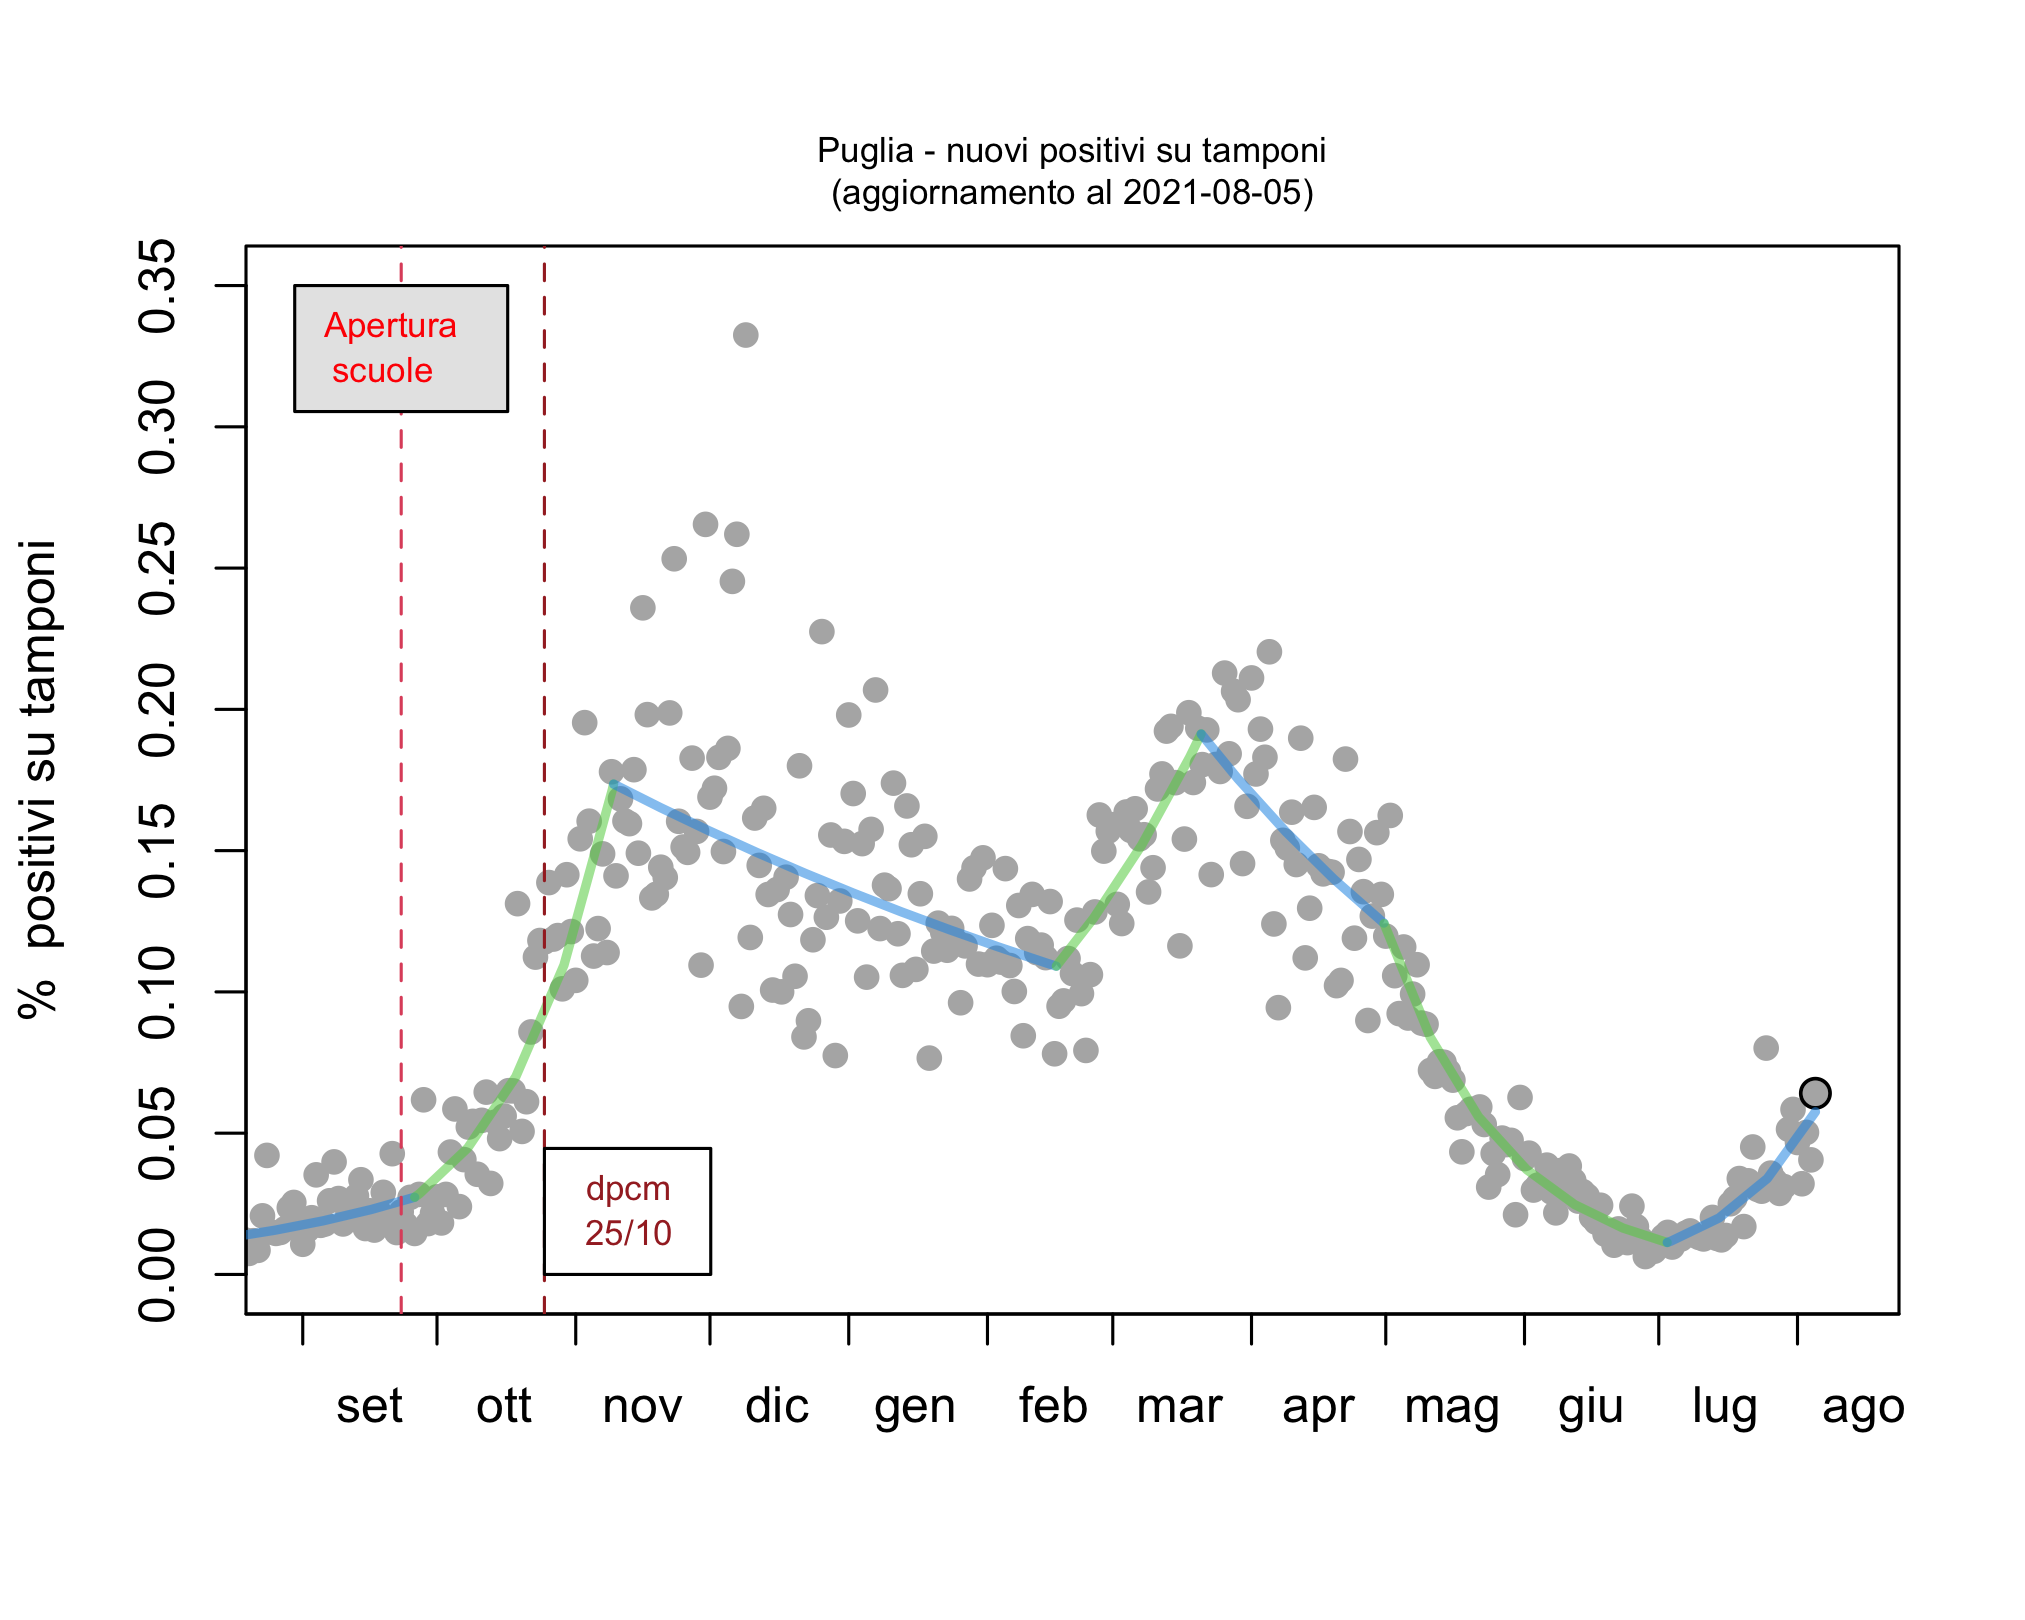 Puglia - nuovi positivi su tamponi
(aggiornamento al 2021-08-05)
% positivi su tamponi
0.35
0.30
0.25
0.20
0.15
0.10
0.05
0.00
Apertura
scuole
dpcm
25/10
set ott nov dic gen feb mar apr mag giu lug ago